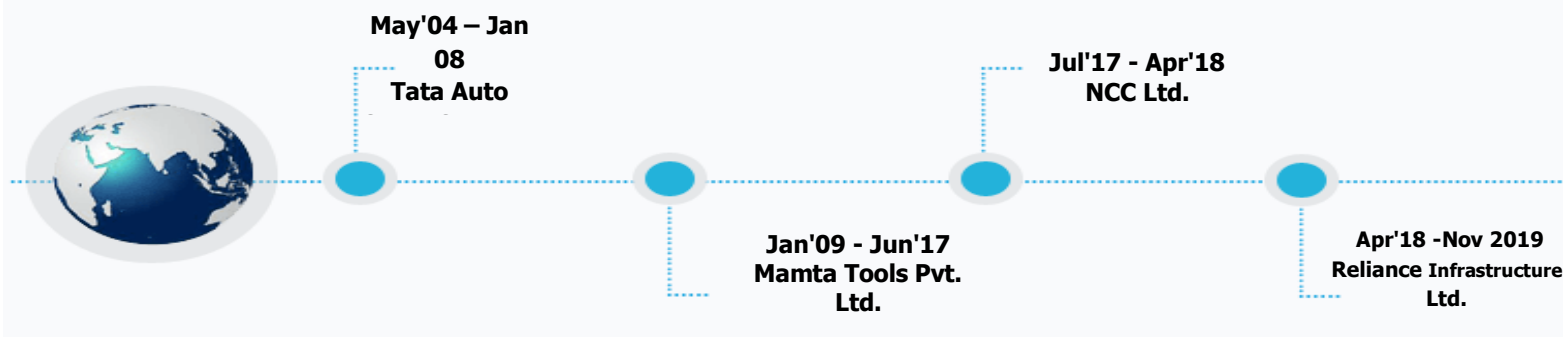 May'04 – Jan
08
Tata Auto
Jul'17 - Apr'18
NCC Ltd.
Jan'09 - Jun'17
Mamta Tools Pvt.
Ltd.
Apr'18 -Nov 2019
Reliance Infrastructure
Ltd.